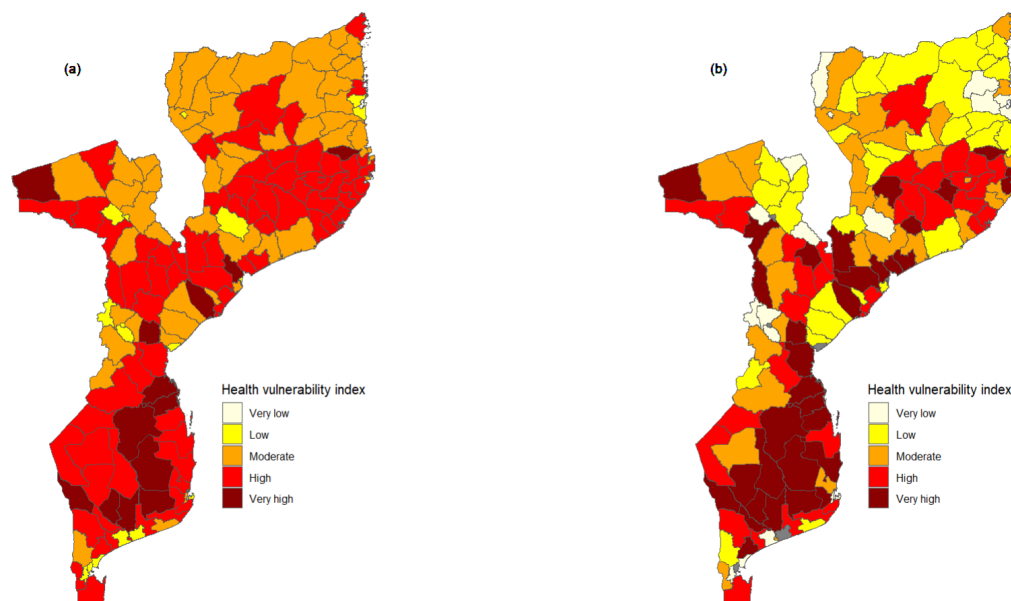 (a)
Health vulnerability index
Very low
Low
Moderate
High
Very high
(b)
Health vulnerability index
Very low
Low
Moderate
High
Very high